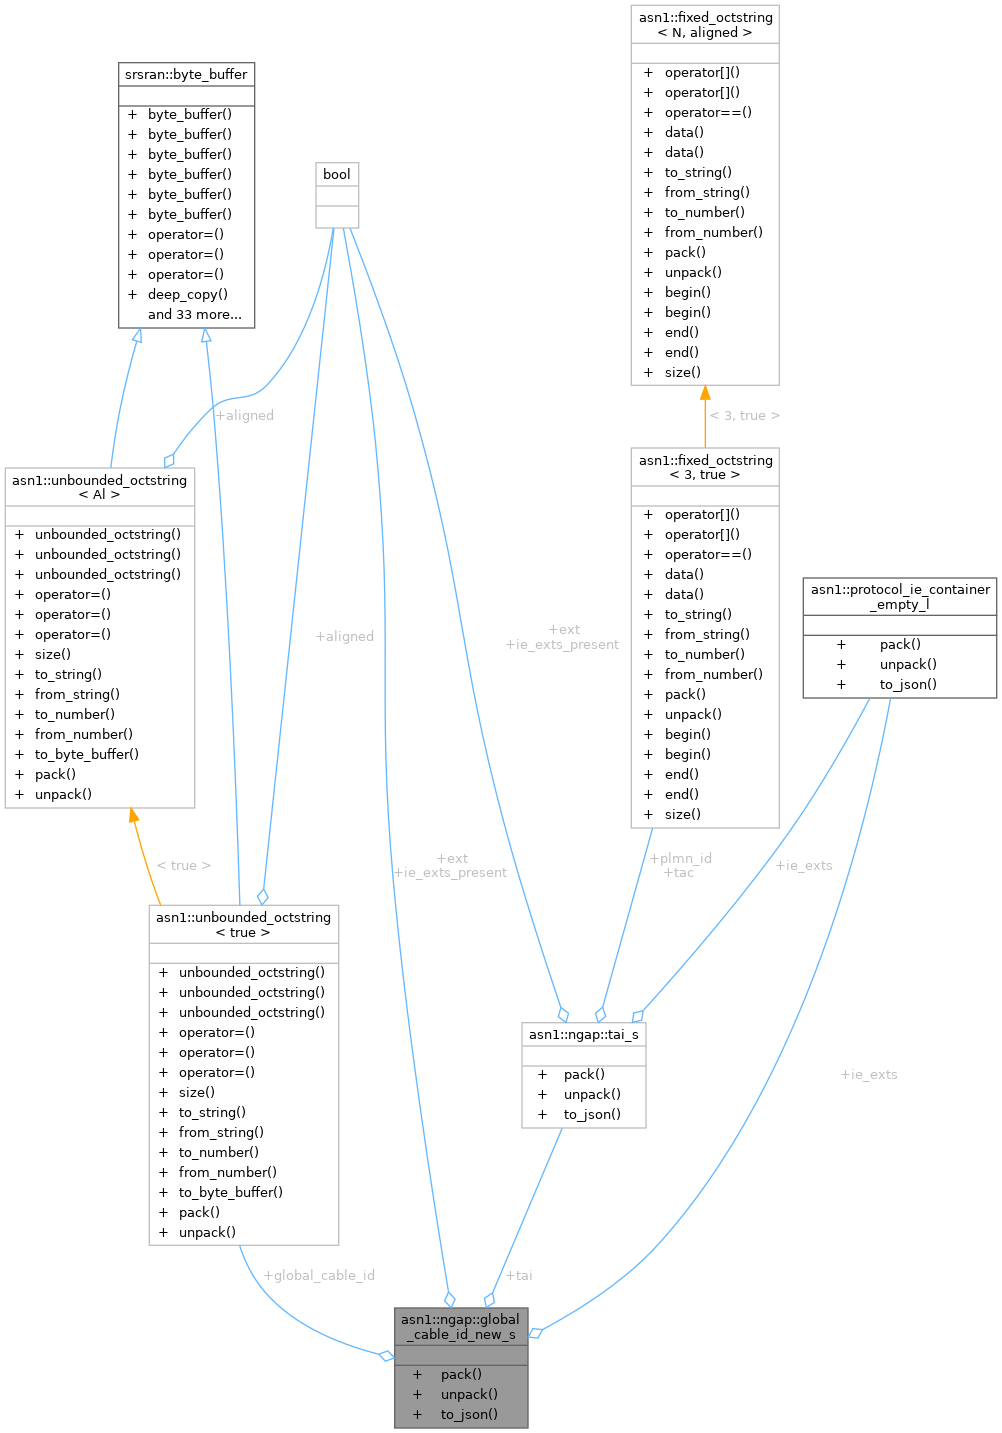 asn1::fixed_octstring
< N, aligned >
+ operator[]()
+ operator[]()
+ operator==()
+ data()
+ data()
+ to_string()
+ from_string()
+ to_number()
+ from_number()
+ pack()
+ unpack()
+ begin()
+ begin()
+ end()
+ end()
+ size()
srsran::byte_buffer
+ byte_buffer()
+ byte_buffer()
+ byte_buffer()
+ byte_buffer()
+ byte_buffer()
+ byte_buffer()
+ operator=()
+ operator=()
+ operator=()
+ deep_copy()
and 33 more...
bool
+aligned
< 3, true >
asn1::unbounded_octstring
< Al >
+ unbounded_octstring()
+ unbounded_octstring()
+ unbounded_octstring()
+ operator=()
+ operator=()
+ operator=()
+ size()
+ to_string()
+ from_string()
+ to_number()
+ from_number()
+ to_byte_buffer()
+ pack()
+ unpack()
asn1::fixed_octstring
< 3, true >
+ operator[]()
+ operator[]()
+ operator==()
+ data()
+ data()
+ to_string()
+ from_string()
+ to_number()
+ from_number()
+ pack()
+ unpack()
+ begin()
+ begin()
+ end()
+ end()
+ size()
asn1::protocol_ie_container
_empty_l
+ pack()
+ unpack()
+ to_json()
+aligned
+ext
+ie_exts_present
< true >
+ext
+ie_exts_present
+plmn_id
+tac
+ie_exts
asn1::unbounded_octstring
< true >
+ unbounded_octstring()
+ unbounded_octstring()
+ unbounded_octstring()
+ operator=()
+ operator=()
+ operator=()
+ size()
+ to_string()
+ from_string()
+ to_number()
+ from_number()
+ to_byte_buffer()
+ pack()
+ unpack()
asn1::ngap::tai_s
+ pack()
+ unpack()
+ to_json()
+ie_exts
+global_cable_id
+tai
asn1::ngap::global
_cable_id_new_s
+ pack()
+ unpack()
+ to_json()